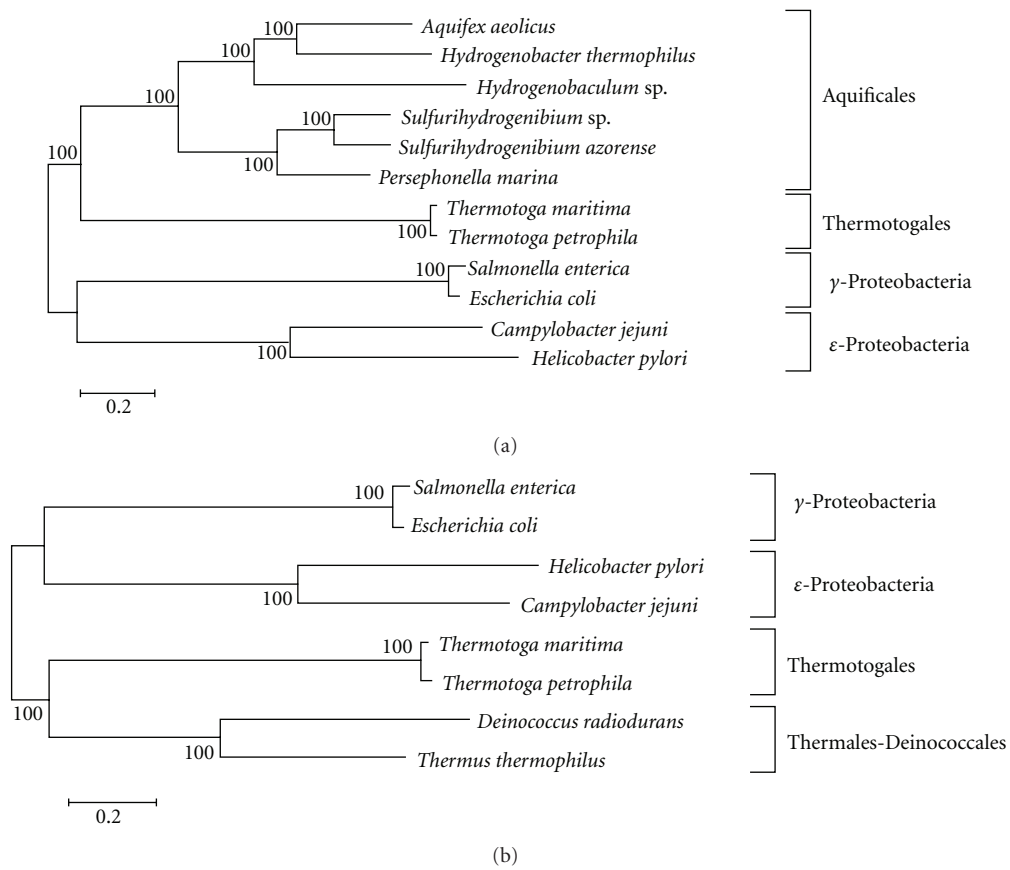 100
Aquifex aeolicus
100
Hydrogenobacter thermophilus
100
Hydrogenobaculum sp.
Aquificales
100
Sulfurihydrogenibium sp.
100
Sulfurihydrogenibium azorense
100
Persephonella marina
Thermotoga maritima
100
Thermotoga petrophila
Thermotogales
100
Salmonella enterica
Escherichia coli
γ-Proteobacteria
Campylobacter jejuni
100
Helicobacter pylori
ε-Proteobacteria
0.2
(a)
100
Salmonella enterica
Escherichia coli
γ-Proteobacteria
Helicobacter pylori
100
Campylobacter jejuni
ε-Proteobacteria
100
Thermotoga maritima
Thermotoga petrophila
Thermotogales
100
Deinococcus radiodurans
100
Thermus thermophilus
Thermales-Deinococcales
0.2
(b)